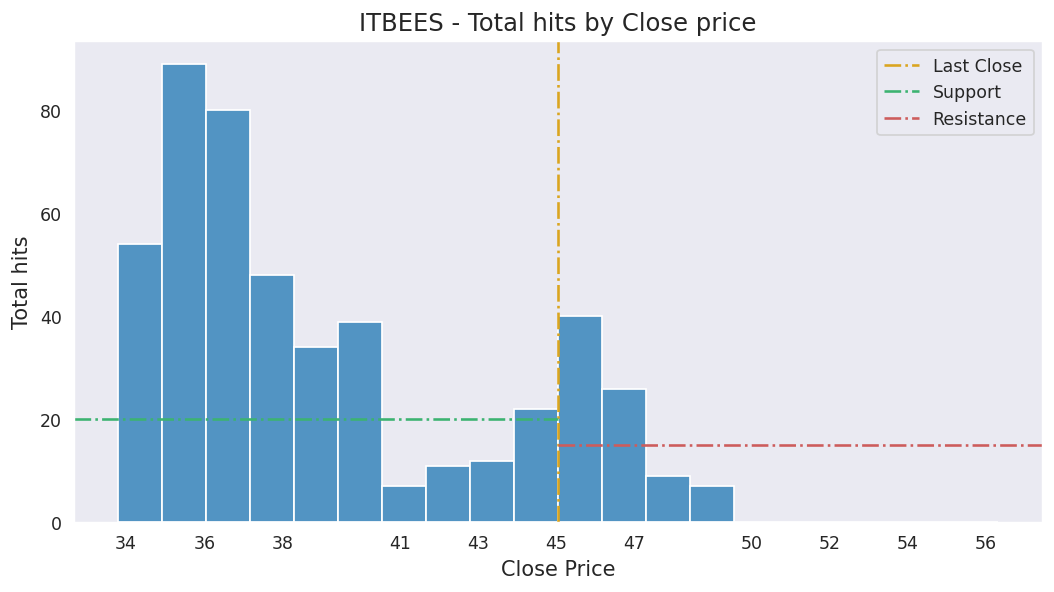 ITBEES - Total hits by Close price
Last Close
Support
Resistance
Total hits
80
60
40
20
0
34 36 38 41 43 45 47 50 52 54 56
Close Price